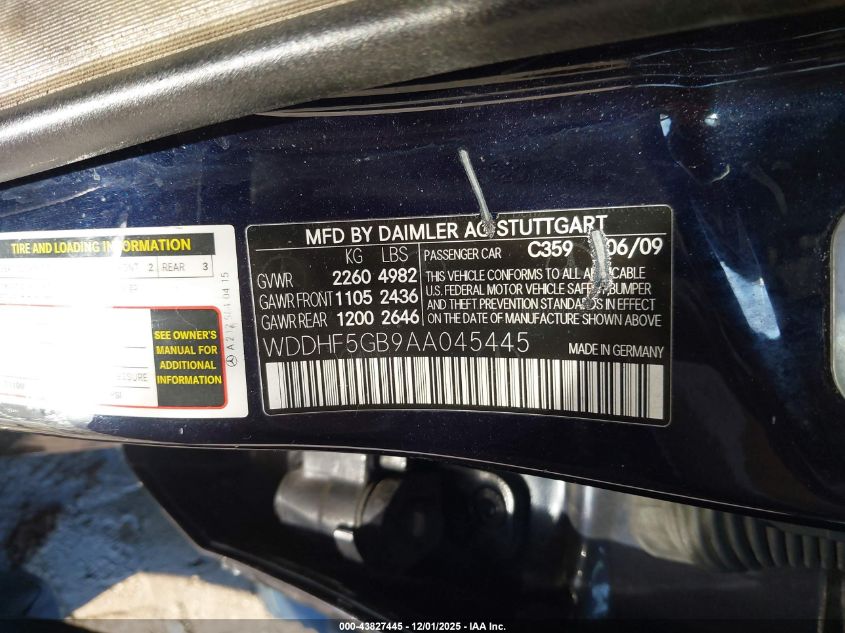 TIRE AND LOADING INFORMATION
2 REAR 3
SEE OWNER'S
MANUAL FOR
ADDITIONAL
INFORMATION
MFD BY DAIMLER AG STUTTGART
KG LBS PASSENGER CAR C359 06/09
GVWR 2260 4982
GAWR FRONT 1105 2436
GAWR REAR 1200 2646
THIS VEHICLE CONFORMS TO ALL APPLICABLE
U.S. FEDERAL MOTOR VEHICLE SAFETY, BUMPER
AND THEFT PREVENTION STANDARDS IN EFFECT
ON THE DATE OF MANUFACTURE SHOWN ABOVE
WDDHF5GB9AA045445 MADE IN GERMANY
000-43827445 - 12/01/2025 - IAA Inc.